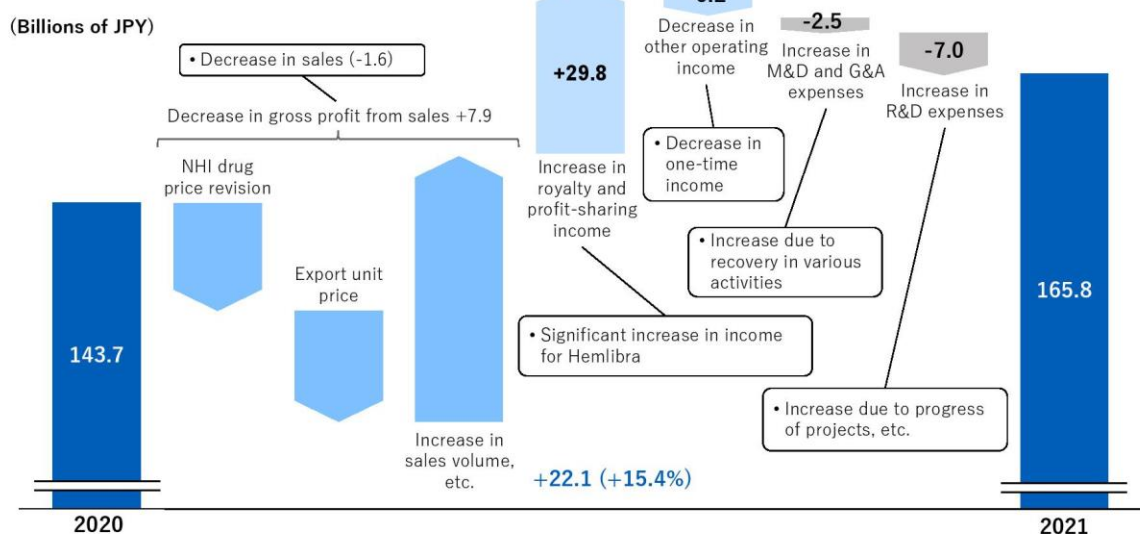 (Billions of JPY)
• Decrease in sales (-1.6)
Decrease in gross profit from sales +7.9
NHI drug
price revision
Export unit
price
Increase in
sales volume,
etc.
+29.8
Increase in
royalty and
profit-sharing
income
• Significant increase in income
for Hemlibra
Decrease in
other operating
income
• Decrease in
one-time
income
-2.5
Increase in
M&D and G&A
expenses
• Increase due to
recovery in various
activities
-7.0
Increase in
R&D expenses
• Increase due to progress
of projects, etc.
143.7
165.8
+22.1 (+15.4%)
2020
2021